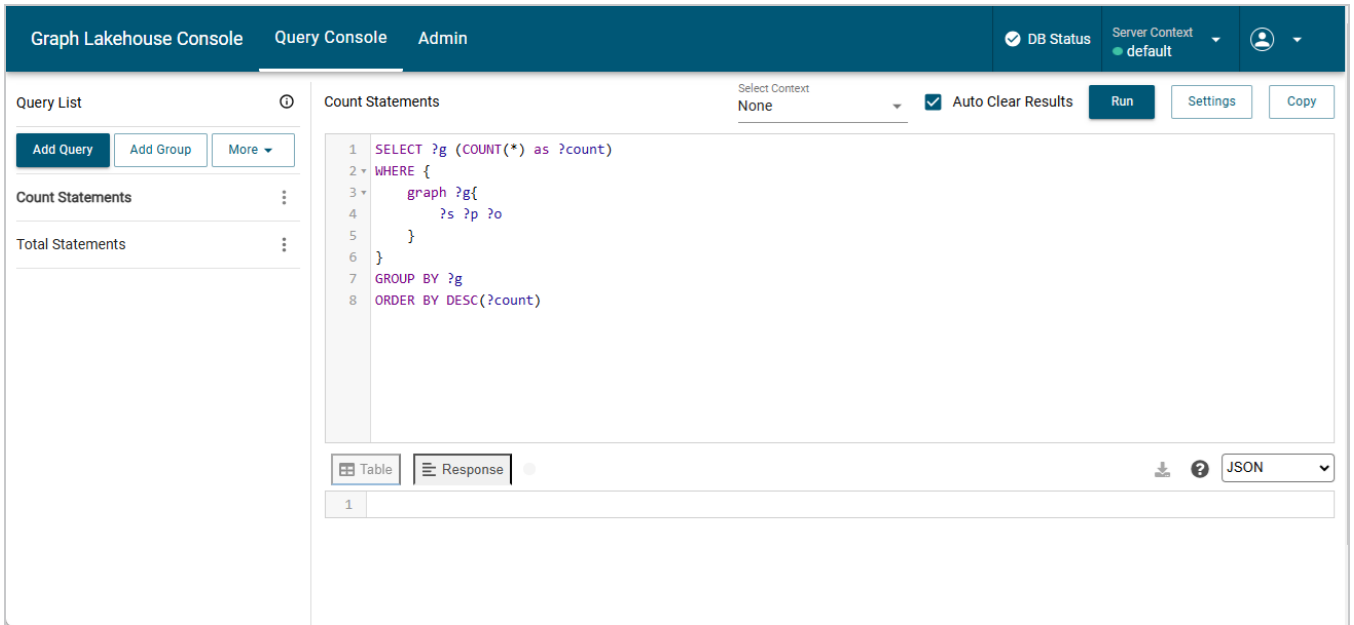 Graph Lakehouse Console
Query Console
Admin
DB Status
Server Context
default
Query List
Add Query
Add Group
More
Count Statements
Total Statements
Count Statements
Select Context
None
Auto Clear Results
Run
Settings
Copy
1 SELECT ?g (COUNT(*) as ?count)
2 WHERE {
3     graph ?g{
4         ?s ?p ?o
5     }
6 }
7 GROUP BY ?g
8 ORDER BY DESC(?count)
Table
Response
JSON
1